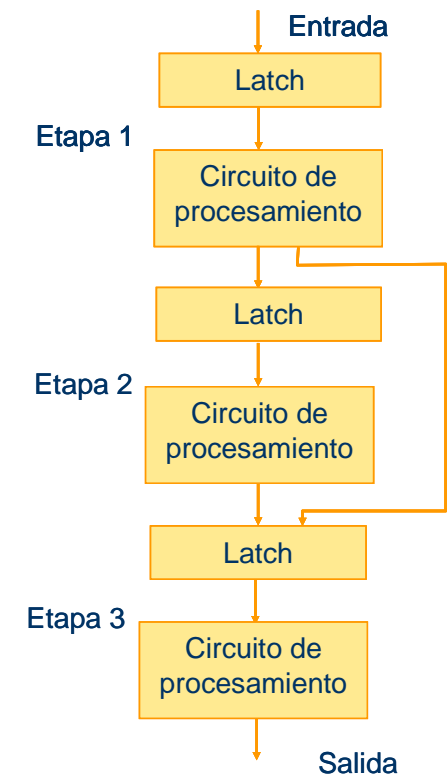 Entrada
Latch
Etapa 1
Circuito de
procesamiento
Latch
Etapa 2
Circuito de
procesamiento
Latch
Etapa 3
Circuito de
procesamiento
Salida